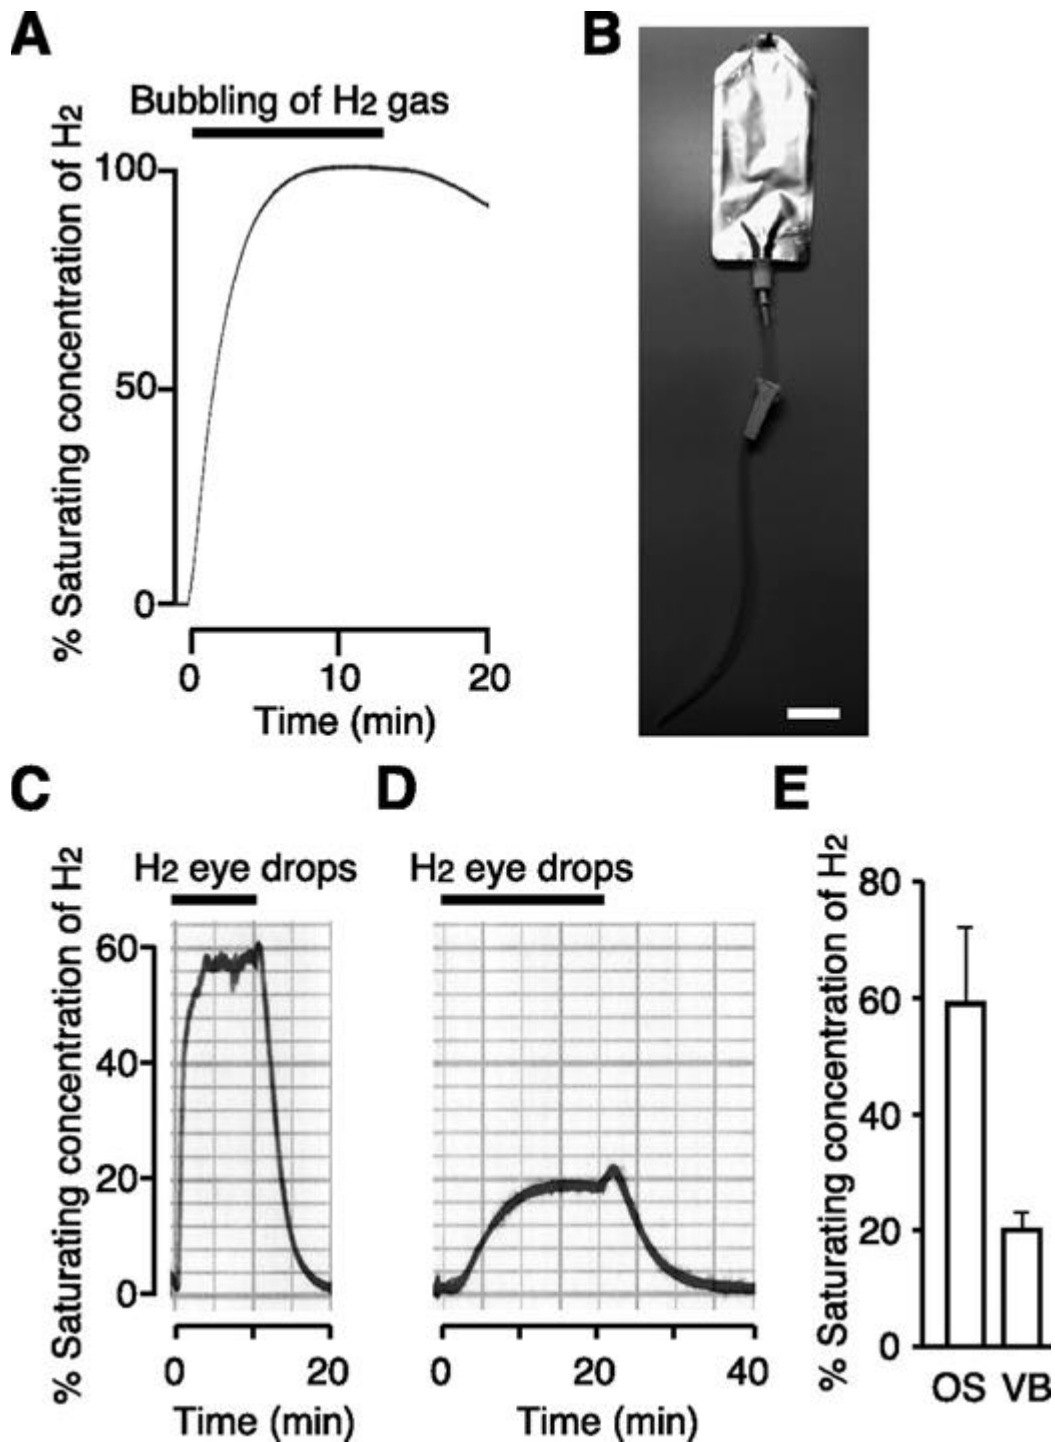 A
Bubbling of H2 gas
% Saturating concentration of H2
100
50
0
0 10 20
Time (min)
B
C
H2 eye drops
% Saturating concentration of H2
60
40
20
0
0 20
Time (min)
D
H2 eye drops
0 20 40
Time (min)
E
% Saturating concentration of H2
80
60
40
20
0
OS VB